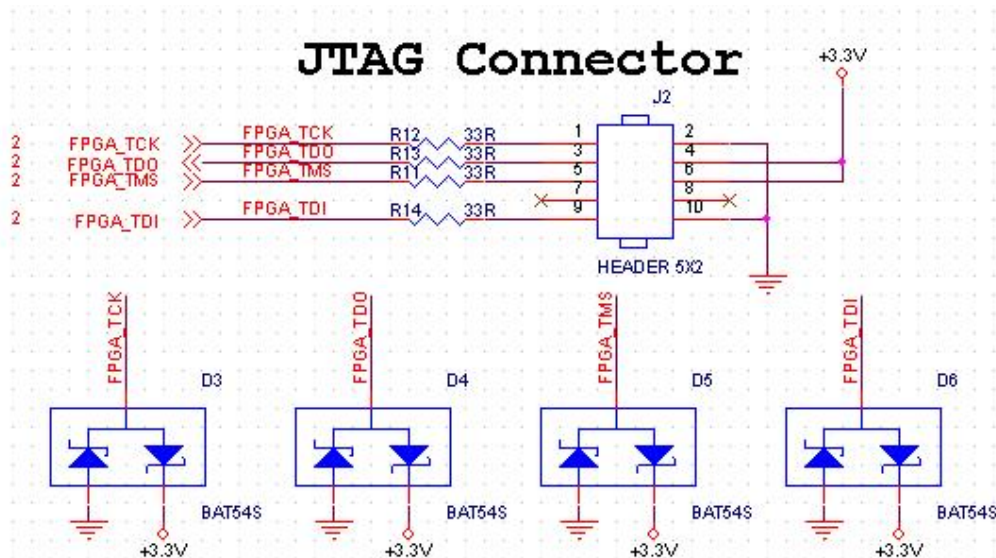 JTAG Connector
+3.3V
J2
2 FPGA_TCK FPGA_TCK R12 33R 1 2
2 FPGA_TDO FPGA_TDO R13 33R 3 4
2 FPGA_TMS FPGA_TMS R11 33R 5 6
7 8
2 FPGA_TDI FPGA_TDI R14 33R 9 10
HEADER 5X2
FPGA_TCK FPGA_TDO FPGA_TMS FPGA_TDI
D3 D4 D5 D6
BAT54S BAT54S BAT54S BAT54S
+3.3V +3.3V +3.3V +3.3V